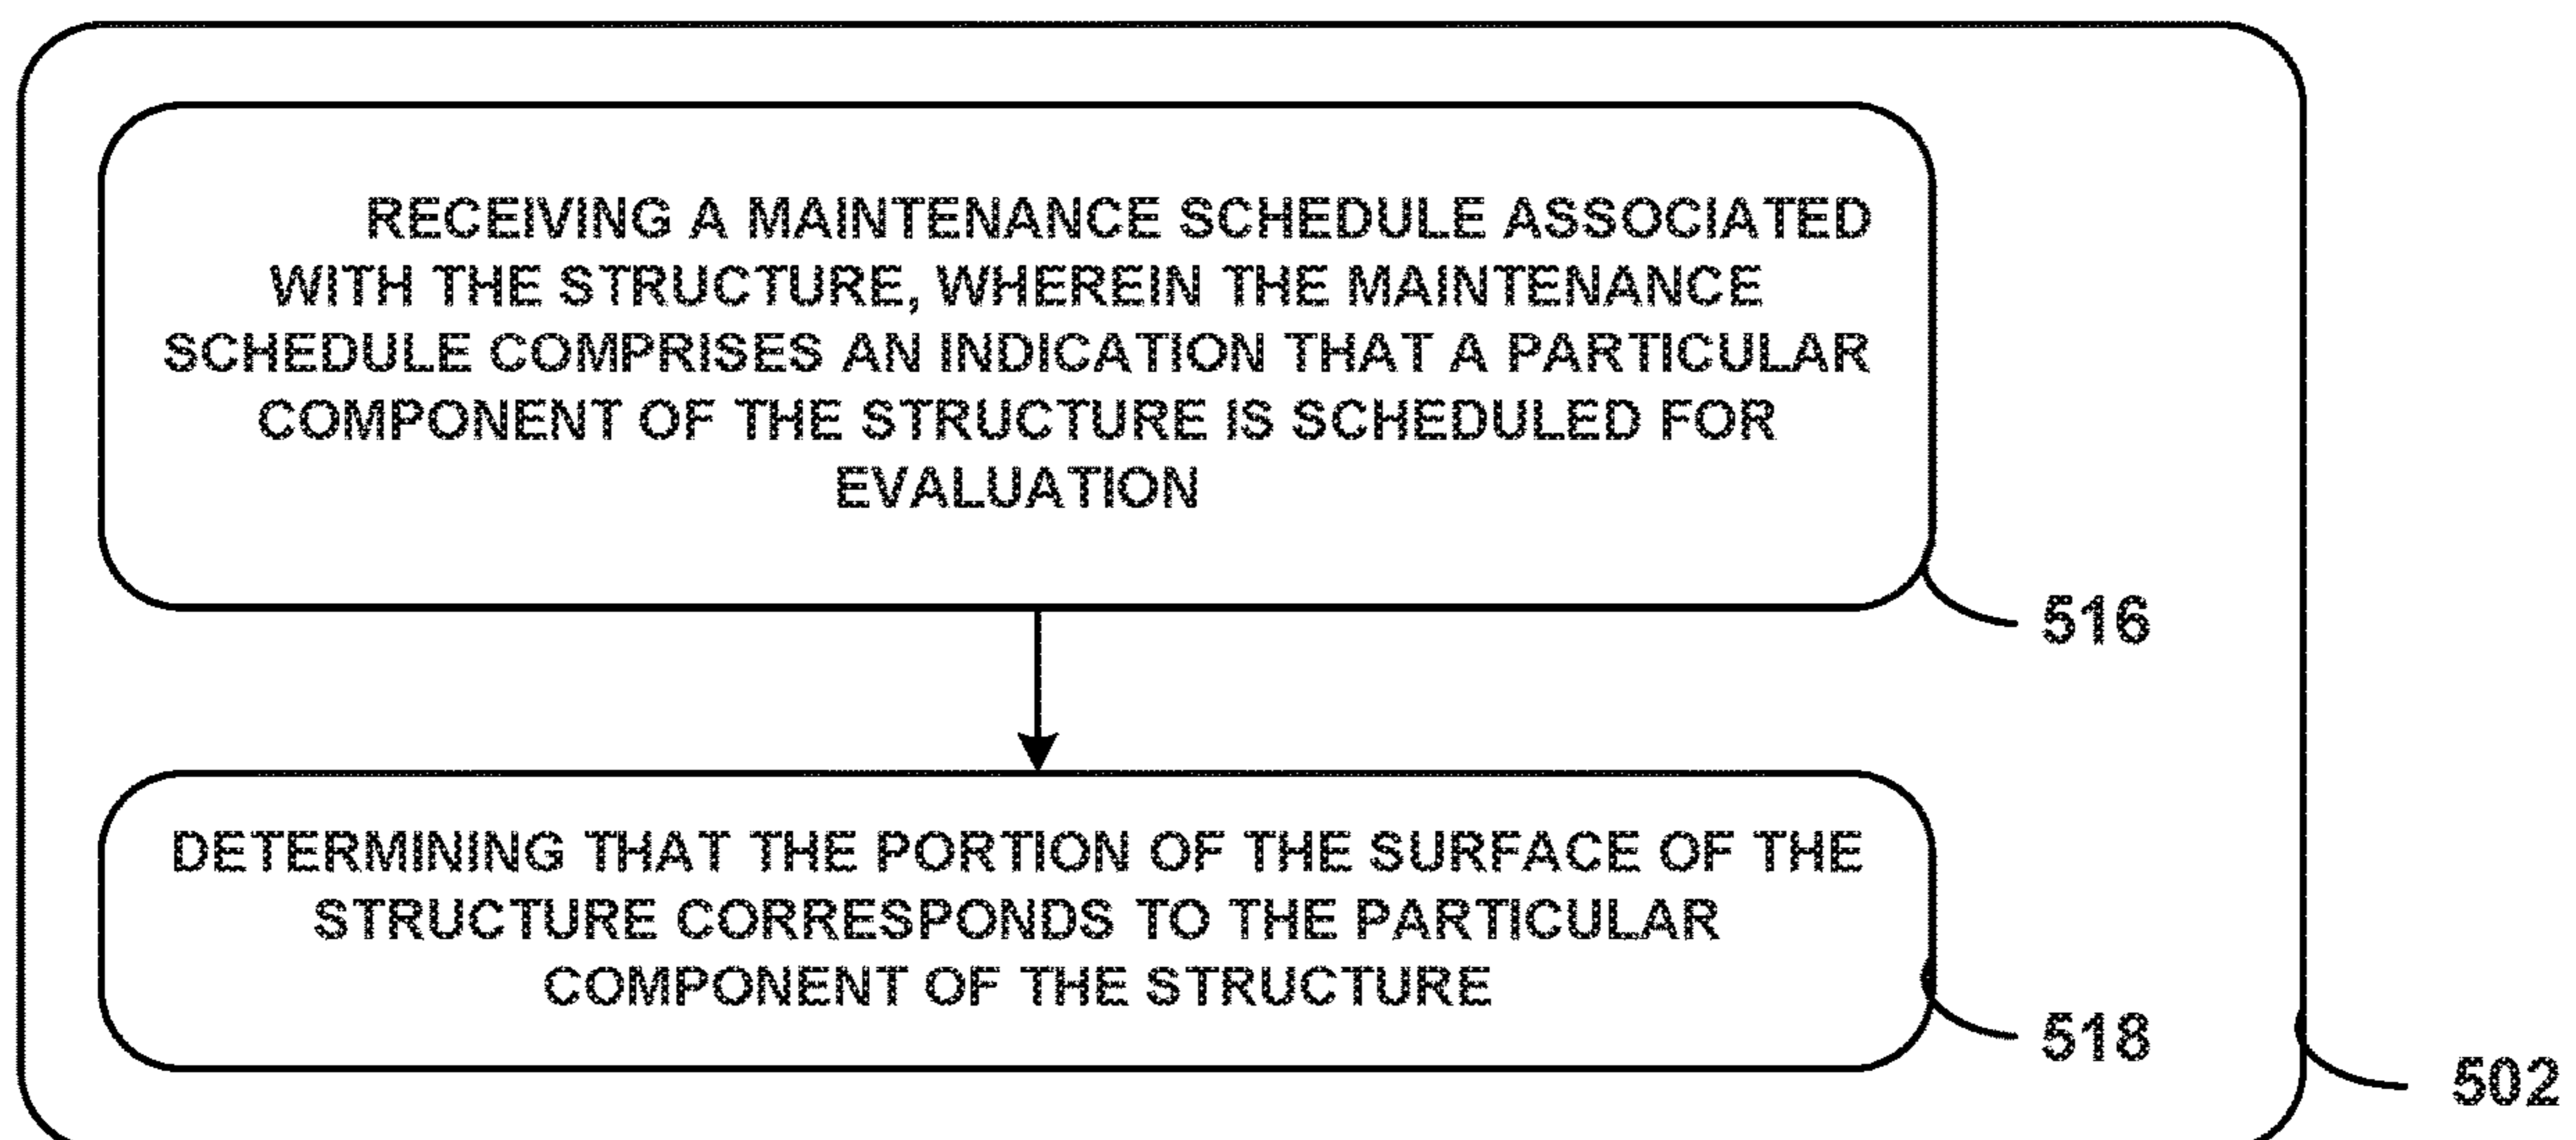 RECEIVING A MAINTENANCE SCHEDULE ASSOCIATED
WITH THE STRUCTURE, WHEREIN THE MAINTENANCE
SCHEDULE COMPRISES AN INDICATION THAT A PARTICULAR
COMPONENT OF THE STRUCTURE IS SCHEDULED FOR
EVALUATION
516
DETERMINING THAT THE PORTION OF THE SURFACE OF THE
STRUCTURE CORRESPONDS TO THE PARTICULAR
COMPONENT OF THE STRUCTURE
518
502